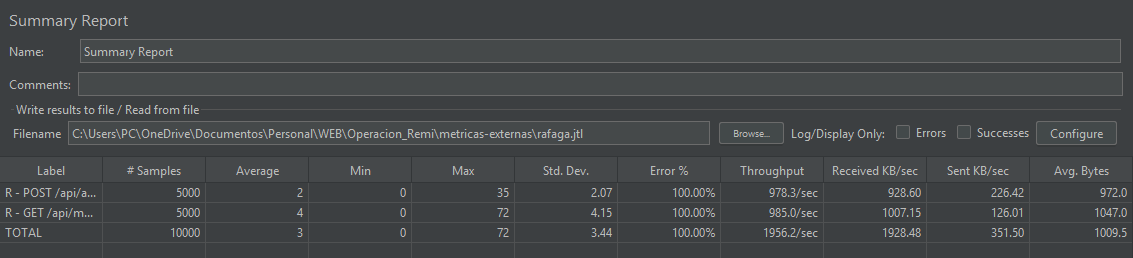 Summary Report
Name: Summary Report
Comments:
Write results to file / Read from file
Filename C:\Users\PC\OneDrive\Documentos\Personal\WEB\Operacion_Remi\metricas-externas\rafaga.jtl Browse... Log/Display Only: Errors Successes Configure
Label # Samples Average Min Max Std. Dev. Error % Throughput Received KB/sec Sent KB/sec Avg. Bytes
R - POST /api/a... 5000 2 0 35 2.07 100.00% 978.3/sec 928.60 226.42 972.0
R - GET /api/m... 5000 4 0 72 4.15 100.00% 985.0/sec 1007.15 126.01 1047.0
TOTAL 10000 3 0 72 3.44 100.00% 1956.2/sec 1928.48 351.50 1009.5